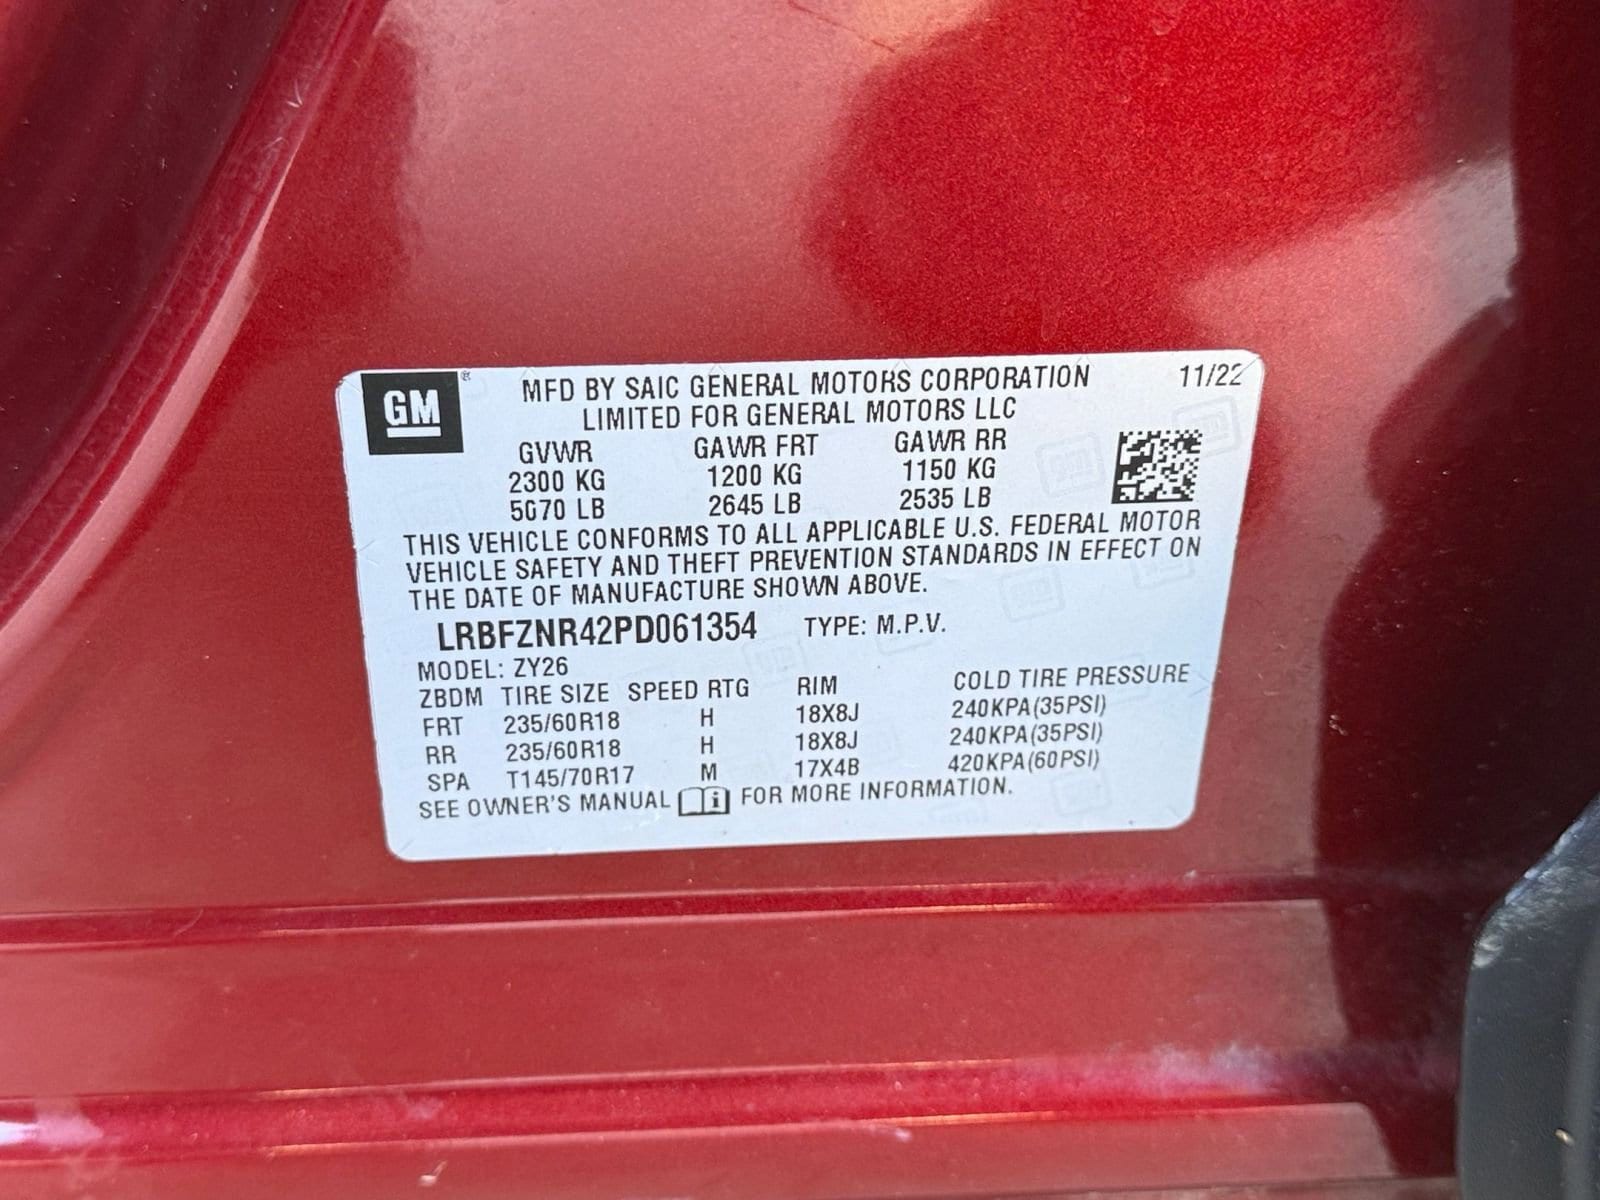 GM ® MFD BY SAIC GENERAL MOTORS CORPORATION 11/22
LIMITED FOR GENERAL MOTORS LLC
GVWR GAWR FRT GAWR RR
2300 KG 1200 KG 1150 KG
5070 LB 2645 LB 2535 LB
THIS VEHICLE CONFORMS TO ALL APPLICABLE U.S. FEDERAL MOTOR
VEHICLE SAFETY AND THEFT PREVENTION STANDARDS IN EFFECT ON
THE DATE OF MANUFACTURE SHOWN ABOVE.
LRBFZNR42PD061354 TYPE: M.P.V.
MODEL: ZY26
ZBDM TIRE SIZE SPEED RTG RIM COLD TIRE PRESSURE
FRT 235/60R18 H 18X8J 240KPA(35PSI)
RR 235/60R18 H 18X8J 240KPA(35PSI)
SPA T145/70R17 M 17X4B 420KPA(60PSI)
SEE OWNER'S MANUAL i FOR MORE INFORMATION.